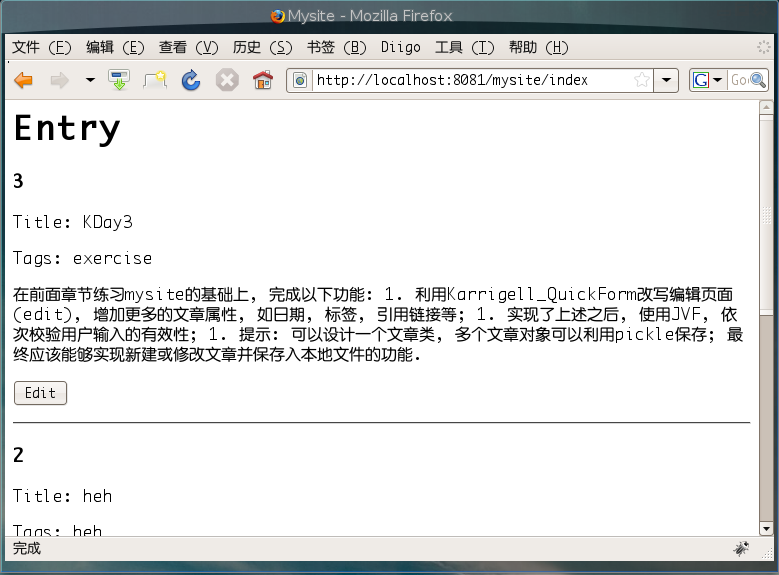 Mysite - Mozilla Firefox
文件 (F) 编辑 (E) 查看 (V) 历史 (S) 书签 (B) Diigo 工具 (T) 帮助 (H)
http://localhost:8081/mysite/index
G Go
Entry
3
Title: KDay3
Tags: exercise
在前面章节练习mysite的基础上, 完成以下功能: 1. 利用Karrigell_QuickForm改写编辑页面
(edit), 增加更多的文章属性, 如日期, 标签, 引用链接等; 1. 实现了上述之后, 使用JVF, 依
次校验用户输入的有效性; 1. 提示: 可以设计一个文章类, 多个文章对象可以利用pickle保存; 最
终应该能够实现新建或修改文章并保存入本地文件的功能.
Edit
2
Title: heh
Tags: heh
完成